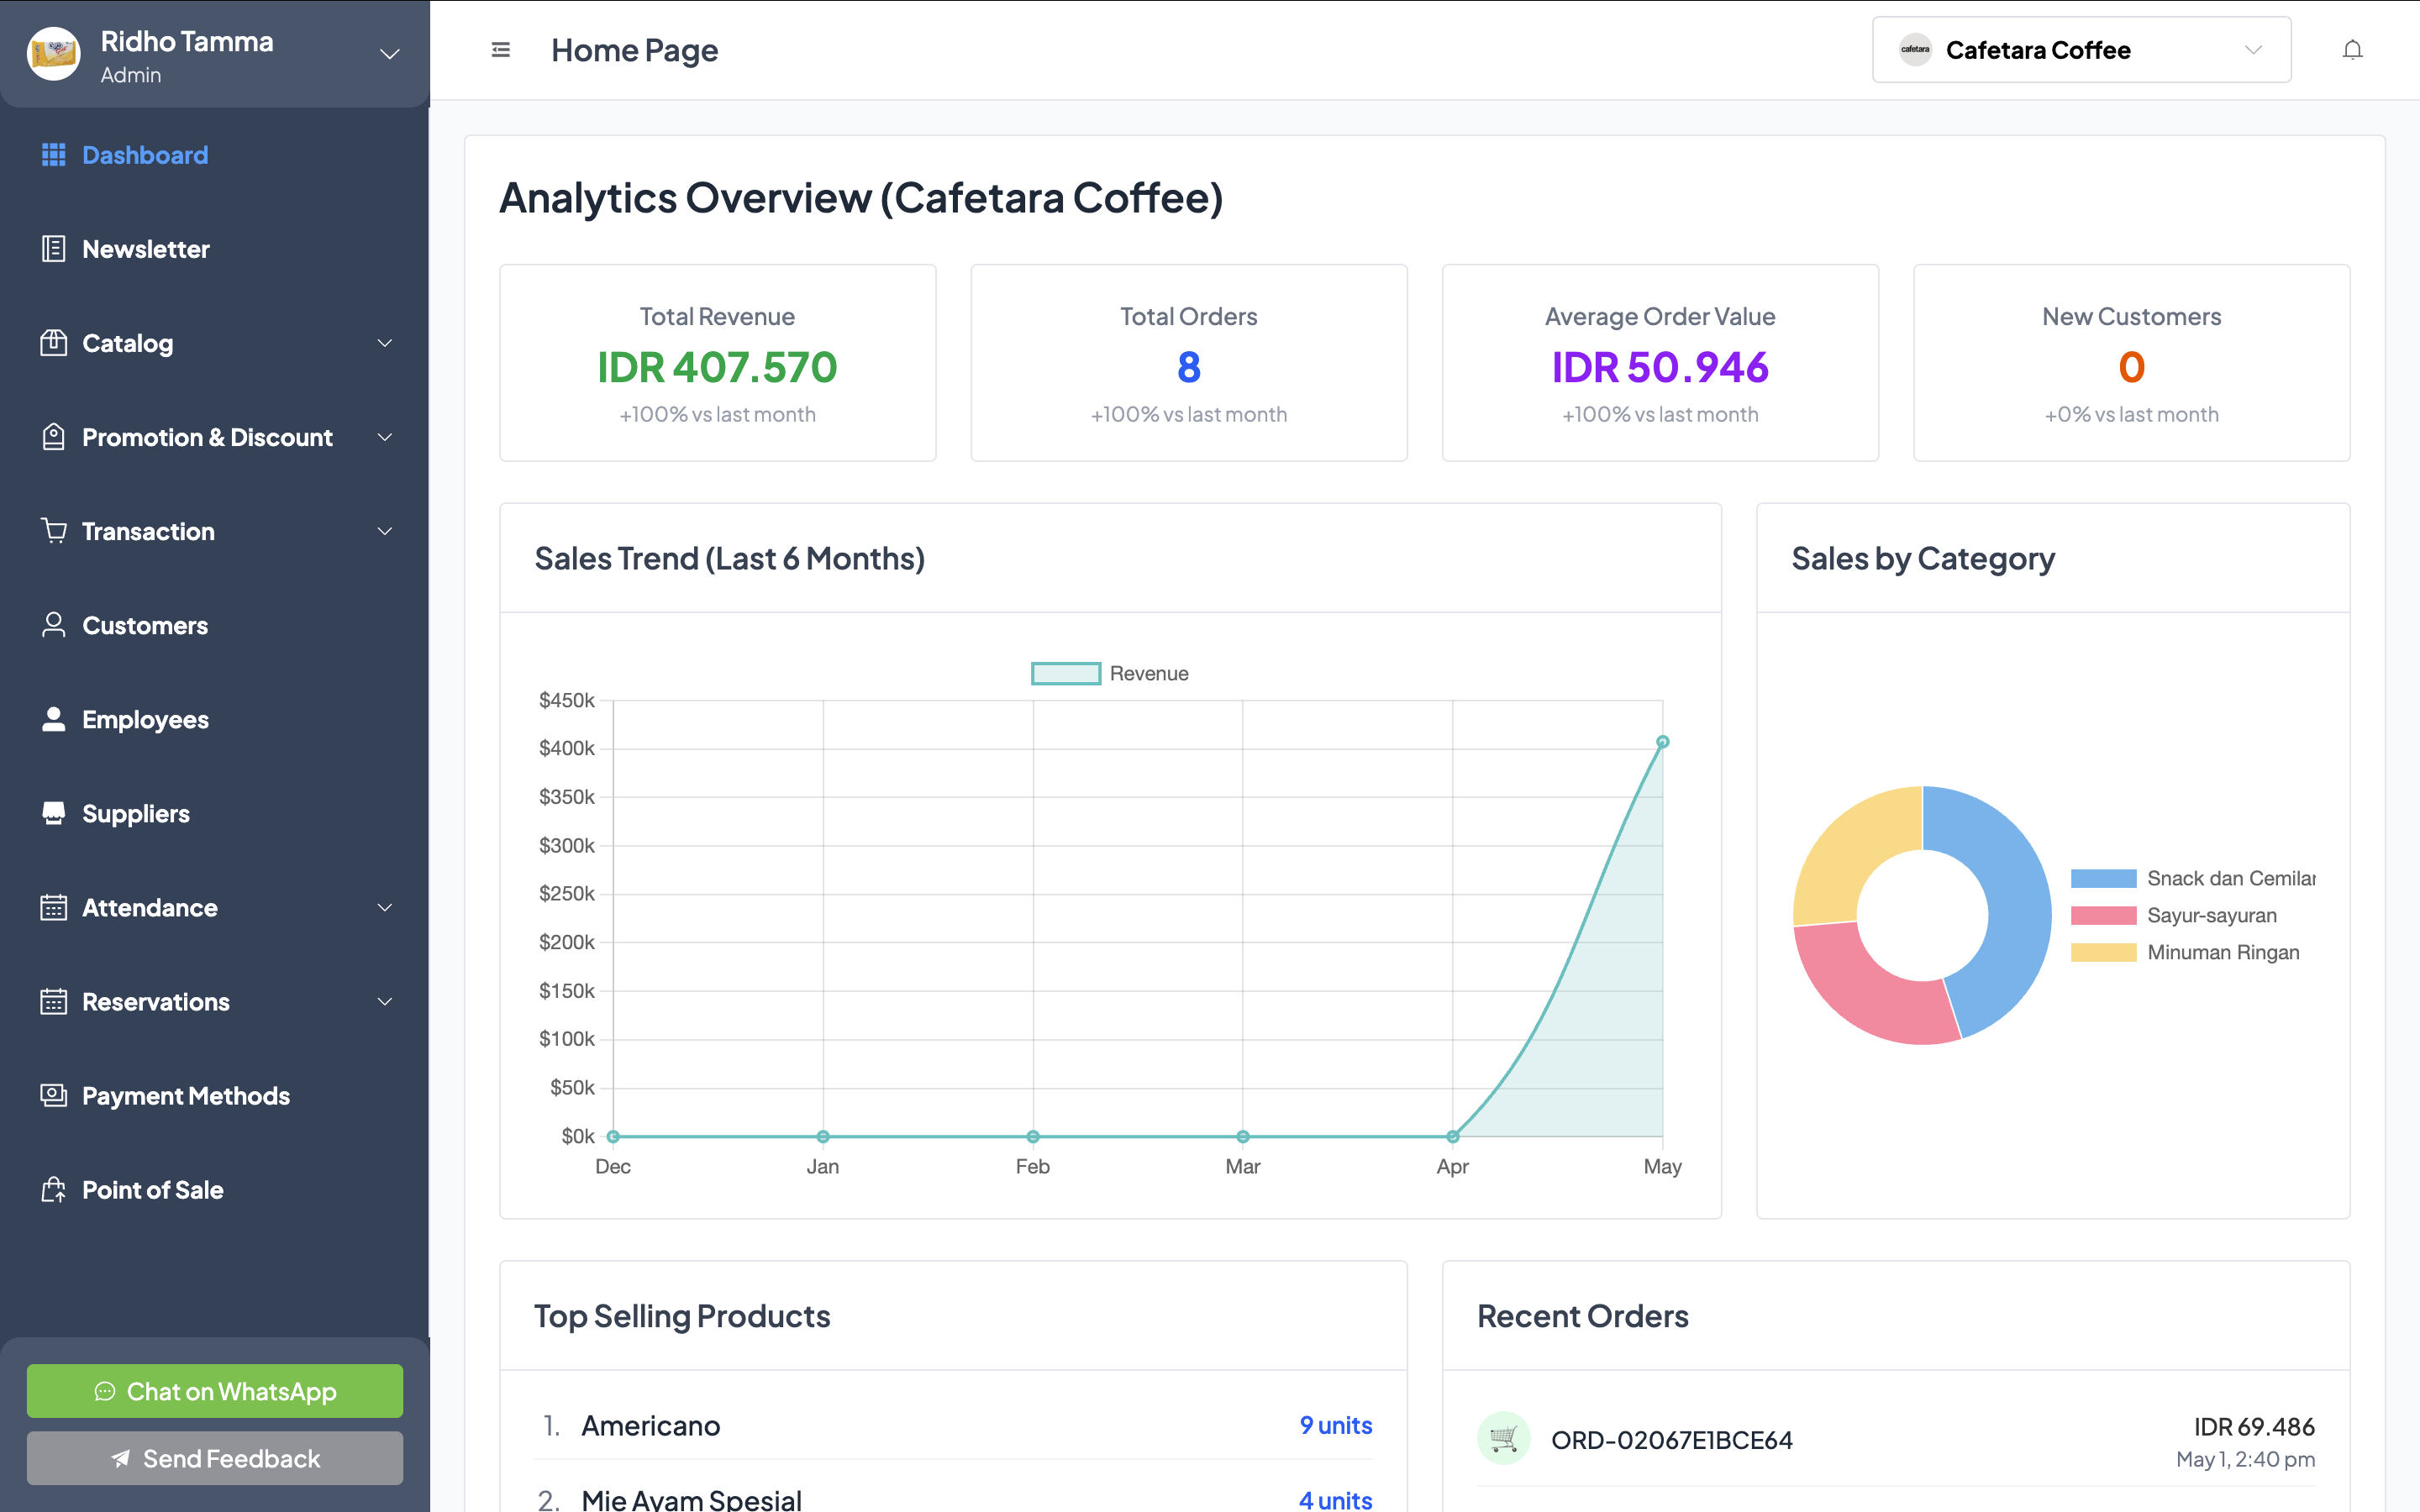 Ridho Tamma
Admin
Dashboard
Newsletter
Catalog
Promotion & Discount
Transaction
Customers
Employees
Suppliers
Attendance
Reservations
Payment Methods
Point of Sale
Chat on WhatsApp
Send Feedback
Home Page
cafetara
Cafetara Coffee
Analytics Overview (Cafetara Coffee)
Total Revenue
IDR 407.570
+100% vs last month
Total Orders
8
+100% vs last month
Average Order Value
IDR 50.946
+100% vs last month
New Customers
0
+0% vs last month
Sales Trend (Last 6 Months)
Revenue
$450k
$400k
$350k
$300k
$250k
$200k
$150k
$100k
$50k
$0k
Dec Jan Feb Mar Apr May
Sales by Category
Snack dan Cemilan
Sayur-sayuran
Minuman Ringan
Top Selling Products
1. Americano 9 units
2. Mie Ayam Spesial 4 units
Recent Orders
ORD-02067E1BCE64
IDR 69.486
May 1, 2:40 pm